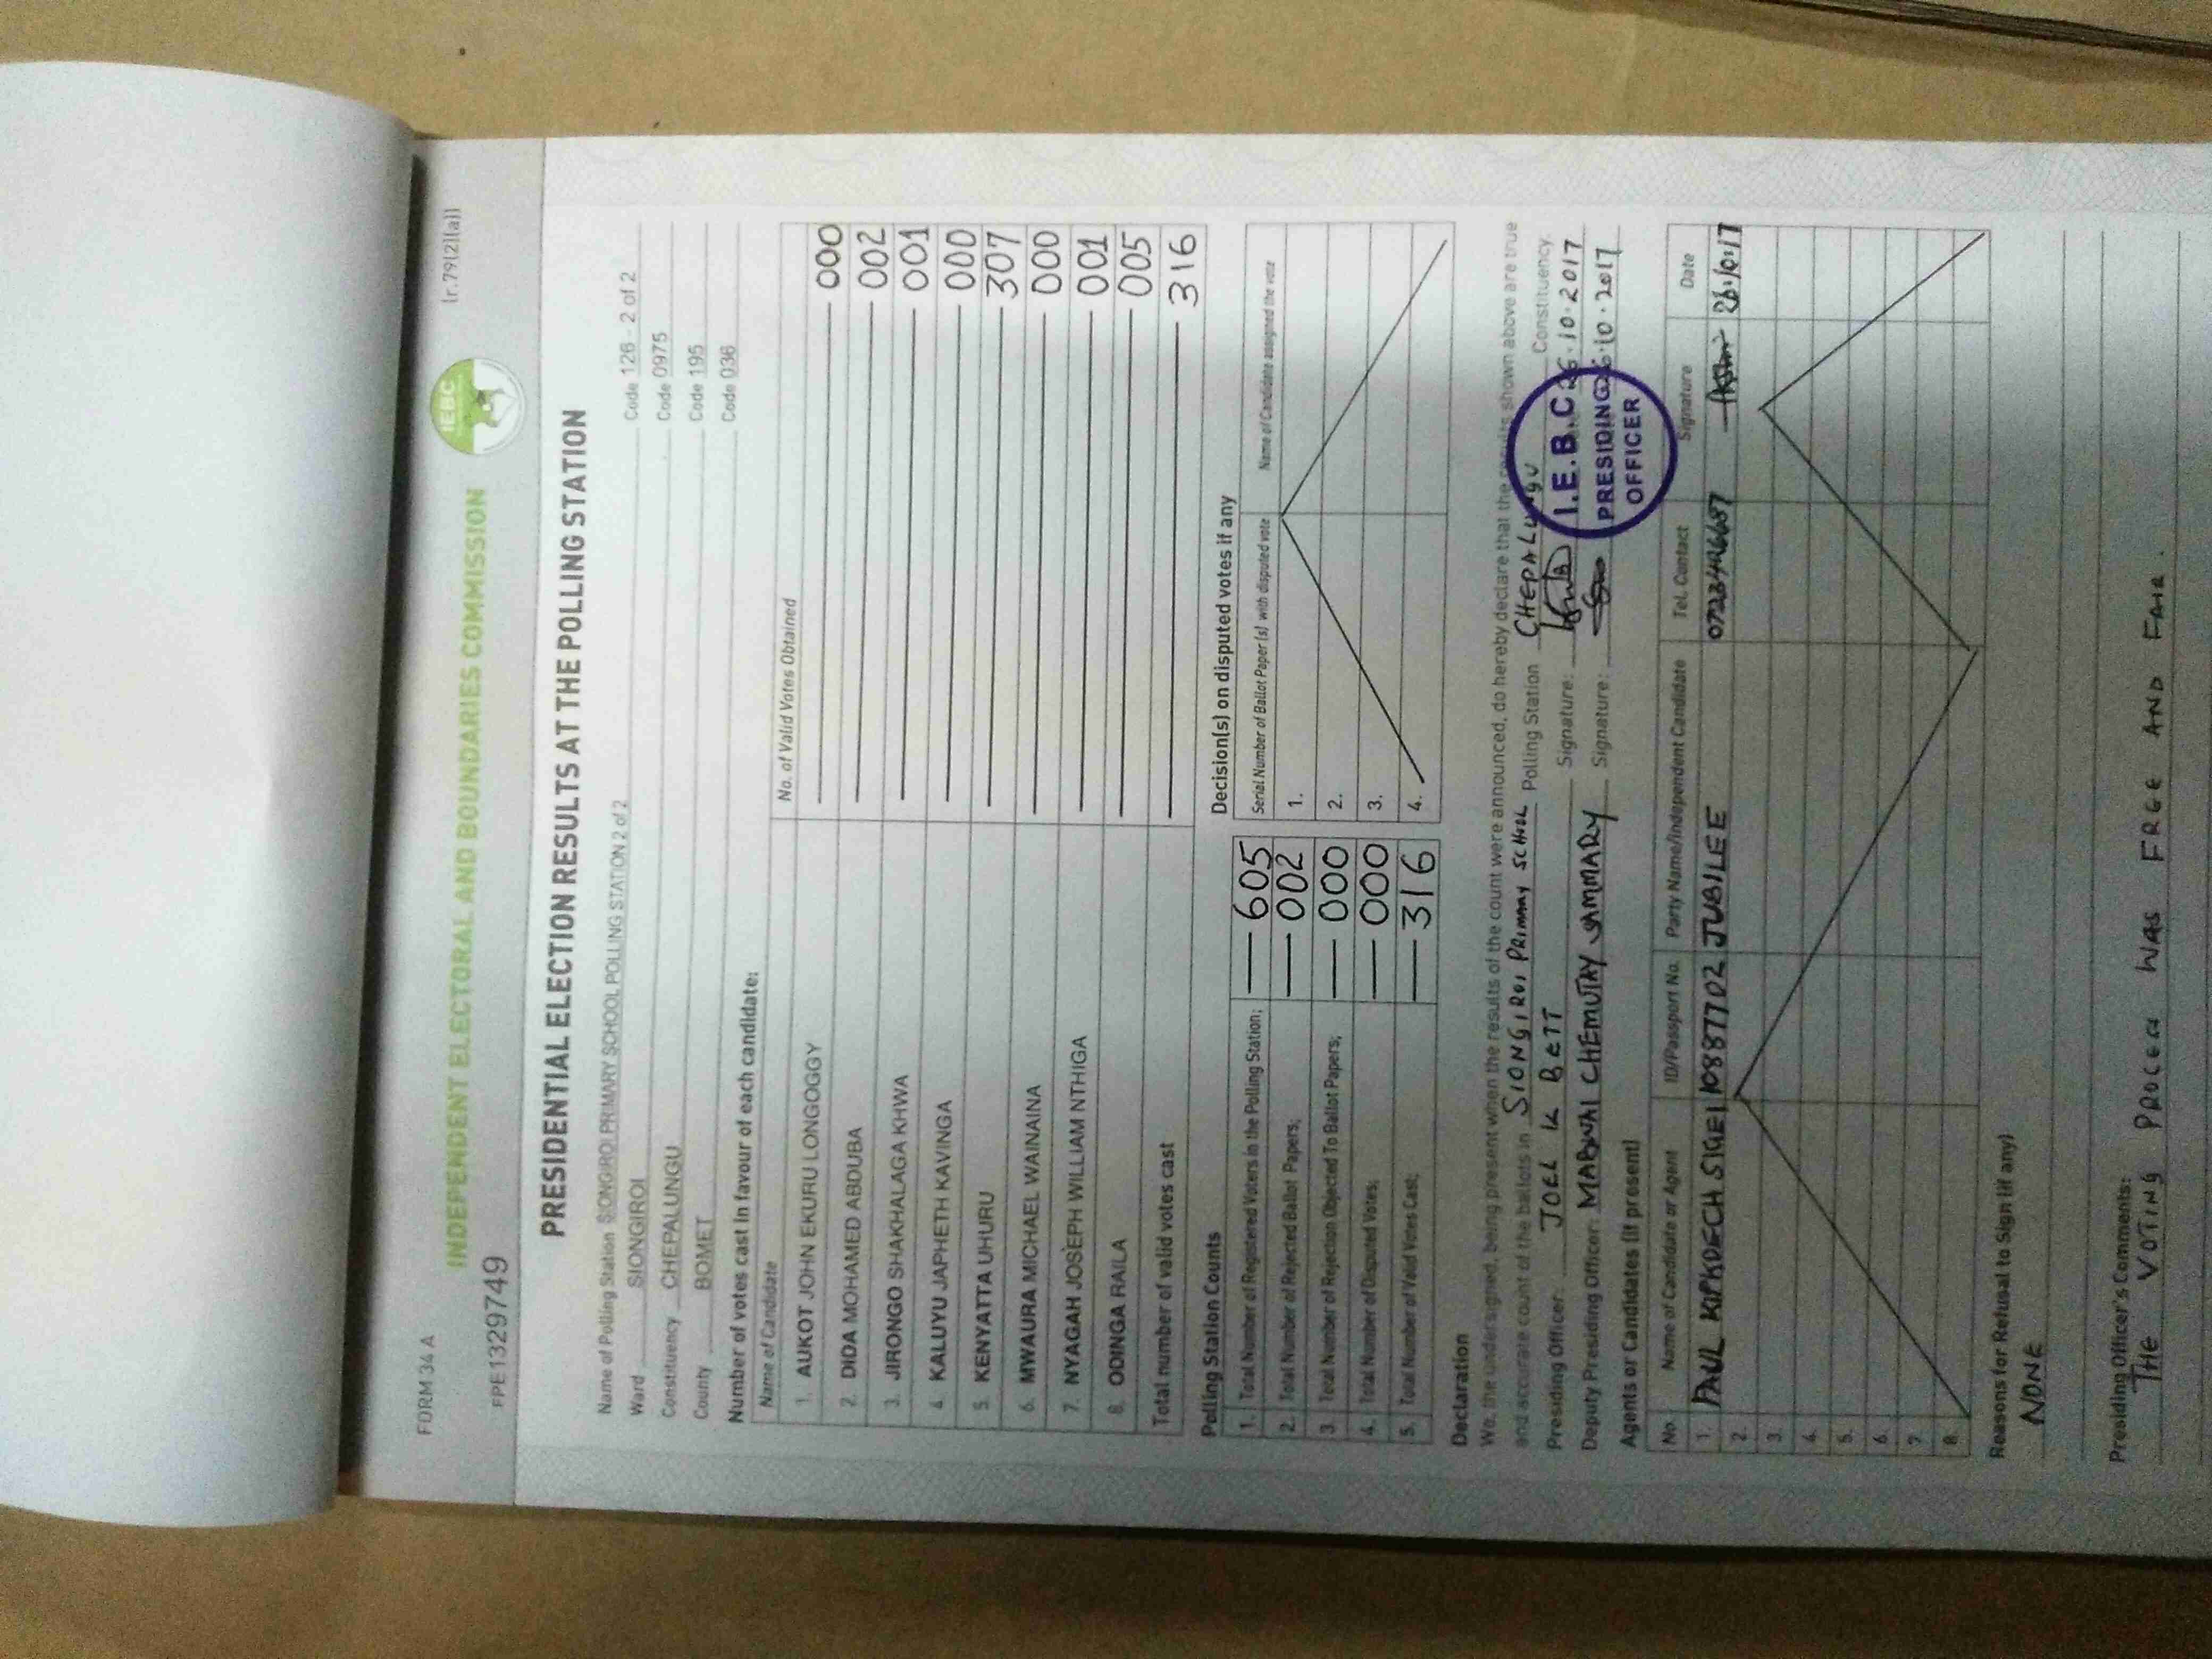 FORM 34 A
(r.79(2)(a))
IEBC
INDEPENDENT ELECTORAL AND BOUNDARIES COMMISSION
FPE1329749
PRESIDENTIAL ELECTION RESULTS AT THE POLLING STATION
Name of Polling Station SIONGIROI PRIMARY SCHOOL POLLING STATION 2 of 2 Code 126 - 2 of 2
Ward SIONGIROI Code 0975
Constituency CHEPALUNGU Code 195
County BOMET Code 036
Number of votes cast in favour of each candidate:
Name of Candidate No. of Valid Votes Obtained
1. AUKOT JOHN EKURU LONGOGGY 000
2. DIDA MOHAMED ABDUBA 002
3. JIRONGO SHAKHALAGA KHWA 001
4. KALUYU JAPHETH KAVINGA 000
5. KENYATTA UHURU 307
6. MWAURA MICHAEL WAINAINA 000
7. NYAGAH JOSEPH WILLIAM NTHIGA 001
8. ODINGA RAILA 005
Total number of valid votes cast 316
Polling Station Counts
1. Total Number of Registered Voters in the Polling Station; 605
2. Total Number of Rejected Ballot Papers; 002
3 Total Number of Rejection Objected To Ballot Papers; 000
4. Total Number of Disputed Votes; 000
5. Total Number of Valid Votes Cast; 316
Decision(s) on disputed votes if any
Serial Number of Ballot Paper (s) with disputed vote Name of Candidate assigned the vote
1.
2.
3.
4.
Declaration
We, the undersigned, being present when the results of the count were announced, do hereby declare that the results shown above are true
and accurate count of the ballots in SIONGIROI PRIMARY SCHOOL Polling Station CHEPALUNGU Constituency.
Presiding Officer: JOEL K BETT Signature: 26.10.2017
Deputy Presiding Officer: MABWAI CHEMUTAY SAMMARY Signature: 26.10.2017
I.E.B.C.
PRESIDING
OFFICER
Agents or Candidates (if present)
No. Name of Candidate or Agent ID/Passport No. Party Name/Independent Candidate Tel. Contact Signature Date
1. PAUL KIPKOECH SIGEI 10887702 JUBILEE
2.
3.
4.
5.
6.
7.
8.
Reasons for Refusal to Sign (if any)
NONE
Presiding Officer's Comments:
THE VOTING PROCESS WAS FREE AND FAIR.